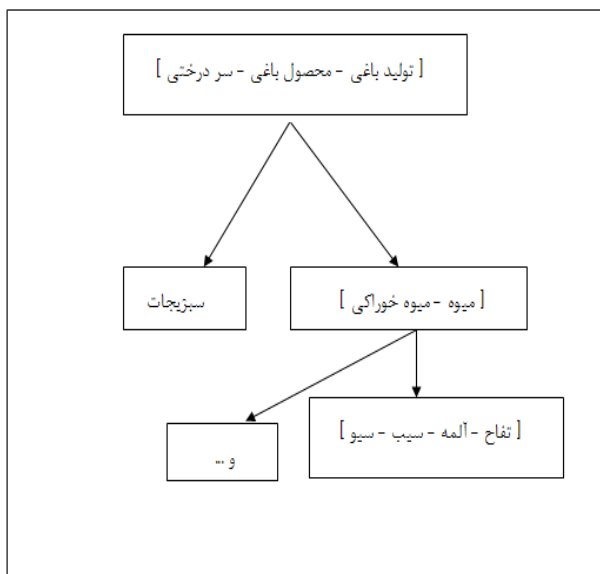 [ تولید باغی - محصول باغی - سر درختی ]
[ میوه - میوه خوراکی ]
سبزیجات
[ تفاح - آلمه - سیب - سیو ]
و ...